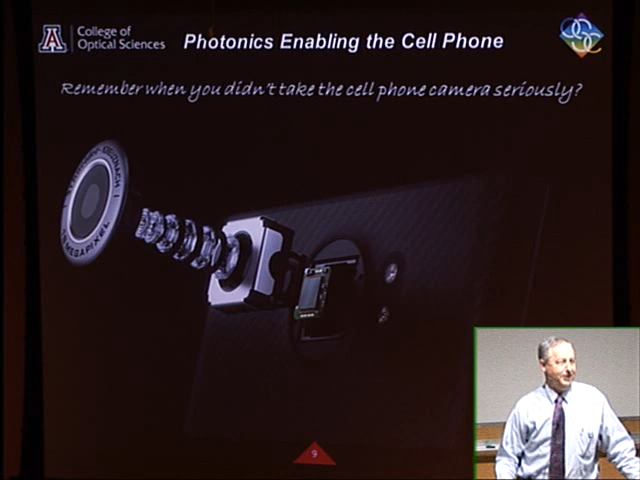 A
College of
Optical Sciences
Photonics Enabling the Cell Phone
Remember when you didn't take the cell phone camera seriously?
MEGAPIXEL
9